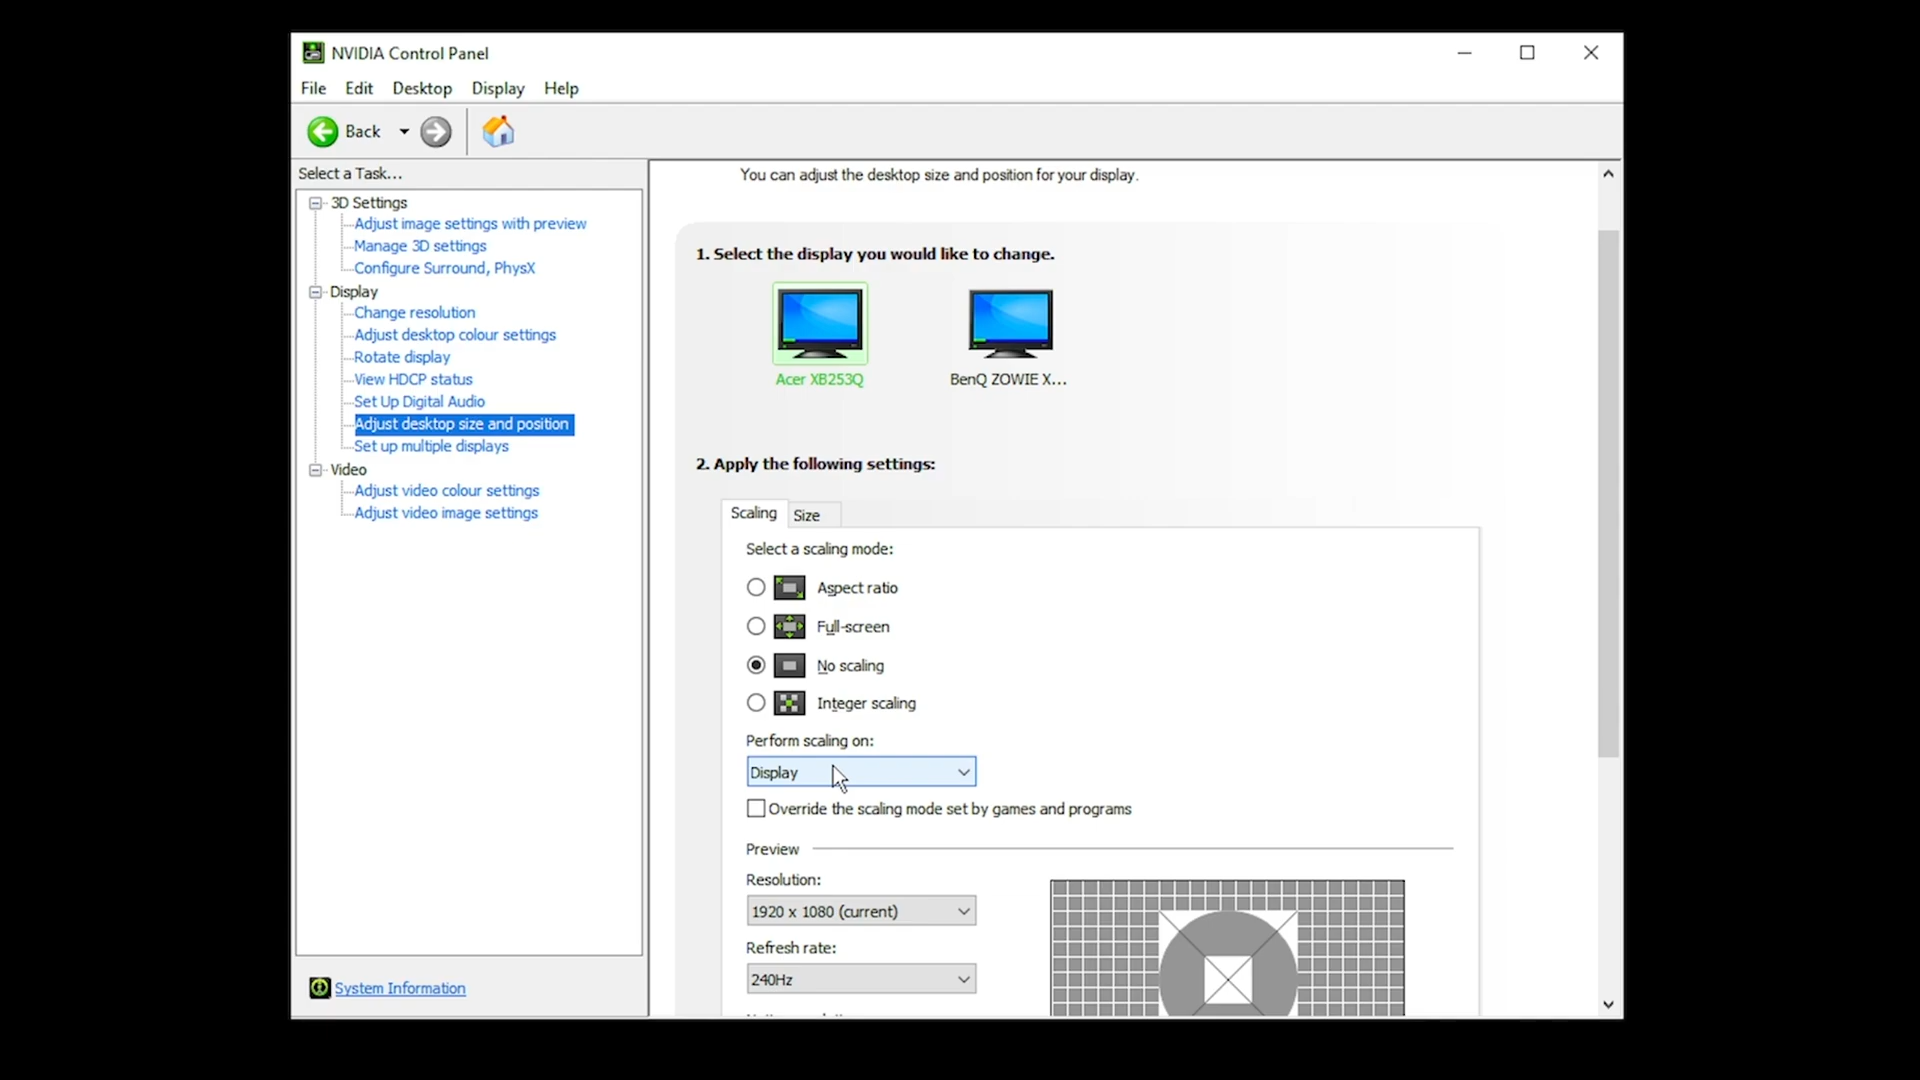 NVIDIA Control Panel
File Edit Desktop Display Help
Back
Select a Task...
3D Settings
Adjust image settings with preview
Manage 3D settings
Configure Surround, PhysX
Display
Change resolution
Adjust desktop colour settings
Rotate display
View HDCP status
Set Up Digital Audio
Adjust desktop size and position
Set up multiple displays
Video
Adjust video colour settings
Adjust video image settings
System Information
You can adjust the desktop size and position for your display.
1. Select the display you would like to change.
Acer XB253Q BenQ ZOWIE X...
2. Apply the following settings:
Scaling Size
Select a scaling mode:
Aspect ratio
Full-screen
No scaling
Integer scaling
Perform scaling on:
Display
Override the scaling mode set by games and programs
Preview
Resolution:
1920 x 1080 (current)
Refresh rate:
240Hz